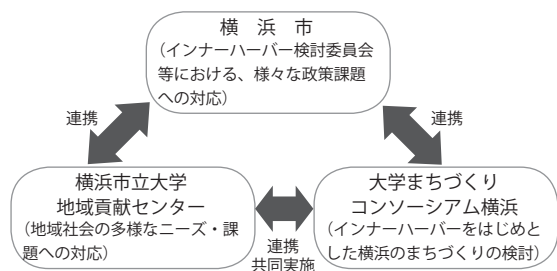 横 浜 市
(インナーハーバー検討委員会
等における、様々な政策課題
への対応)
連携
連携
横浜市立大学
地域貢献センター
(地域社会の多様なニーズ・課
題への対応)
連携
共同実施
大学まちづくり
コンソーシアム横浜
(インナーハーバーをはじめと
した横浜のまちづくりの検討)